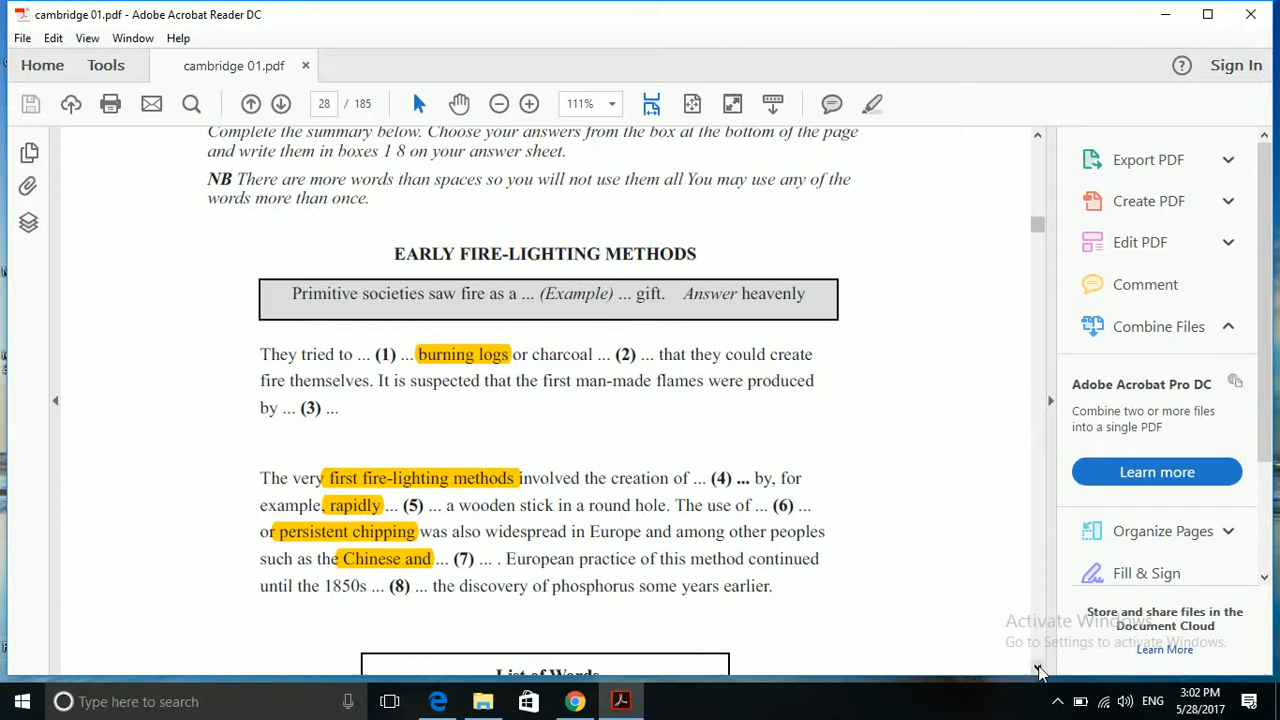 cambridge 01.pdf - Adobe Acrobat Reader DC
File Edit View Window Help
Home Tools cambridge 01.pdf × Sign In
28 / 185 111%
Complete the summary below. Choose your answers from the box at the bottom of the page
and write them in boxes 1 8 on your answer sheet.
NB There are more words than spaces so you will not use them all You may use any of the
words more than once.
EARLY FIRE-LIGHTING METHODS
Primitive societies saw fire as a ... (Example) ... gift. Answer heavenly
They tried to ... (1) ... burning logs or charcoal ... (2) ... that they could create
fire themselves. It is suspected that the first man-made flames were produced
by ... (3) ...
The very first fire-lighting methods involved the creation of ... (4) ... by, for
example, rapidly ... (5) ... a wooden stick in a round hole. The use of ... (6) ...
or persistent chipping was also widespread in Europe and among other peoples
such as the Chinese and ... (7) ... . European practice of this method continued
until the 1850s ... (8) ... the discovery of phosphorus some years earlier.
List of Words
Export PDF
Create PDF
Edit PDF
Comment
Combine Files
Adobe Acrobat Pro DC
Combine two or more files
into a single PDF
Learn more
Organize Pages
Fill & Sign
Store and share files in the
Document Cloud
Learn More
Activate Windows
Go to Settings to activate Windows.
Type here to search
ENG
3:02 PM
5/28/2017